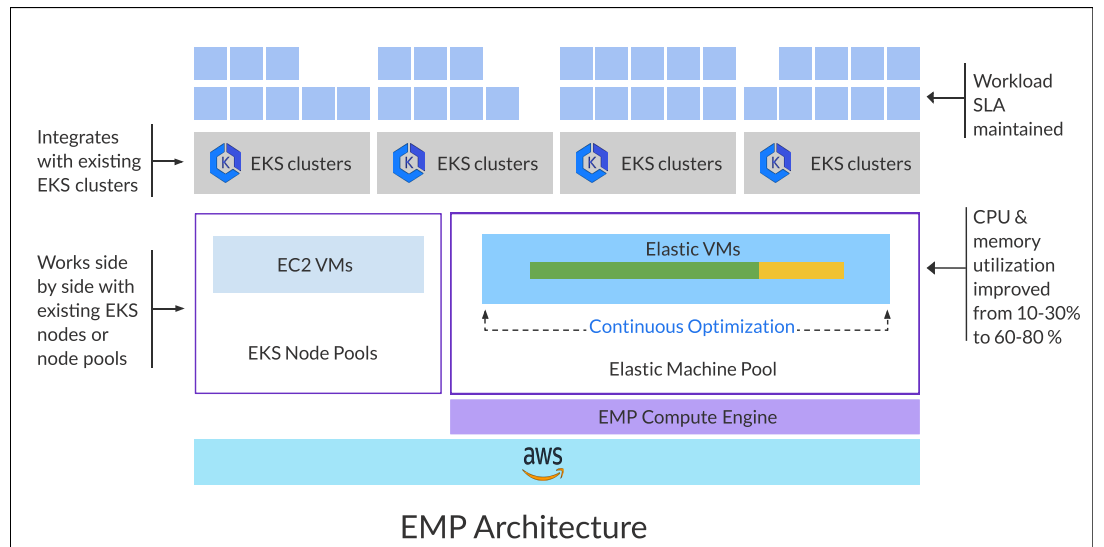 Workload
SLA
maintained
Integrates
with existing
EKS clusters
K EKS clusters
K EKS clusters
K EKS clusters
K EKS clusters
Works side
by side with
existing EKS
nodes or
node pools
EC2 VMs
EKS Node Pools
Elastic VMs
Continuous Optimization
Elastic Machine Pool
CPU &
memory
utilization
improved
from 10-30%
to 60-80 %
EMP Compute Engine
aws
EMP Architecture